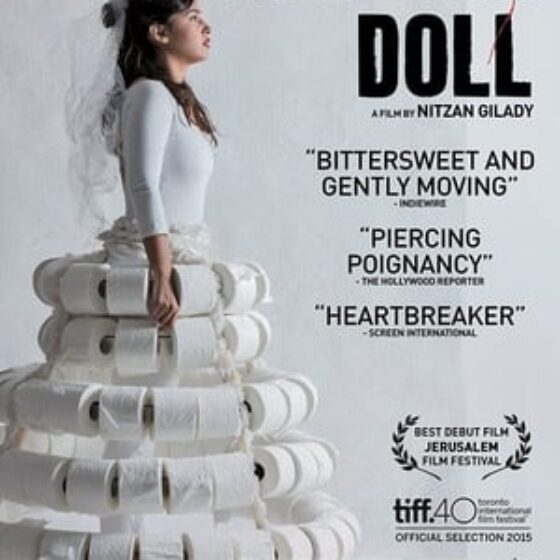 DOLL
A FILM BY NITZAN GILADY
“BITTERSWEET AND
GENTLY MOVING”
- INDIEWIRE
“PIERCING
POIGNANCY”
- THE HOLLYWOOD REPORTER
“HEARTBREAKER”
- SCREEN INTERNATIONAL
BEST DEBUT FILM
JERUSALEM
FILM FESTIVAL
tiff.40 toronto
international
film festival
OFFICIAL SELECTION 2015